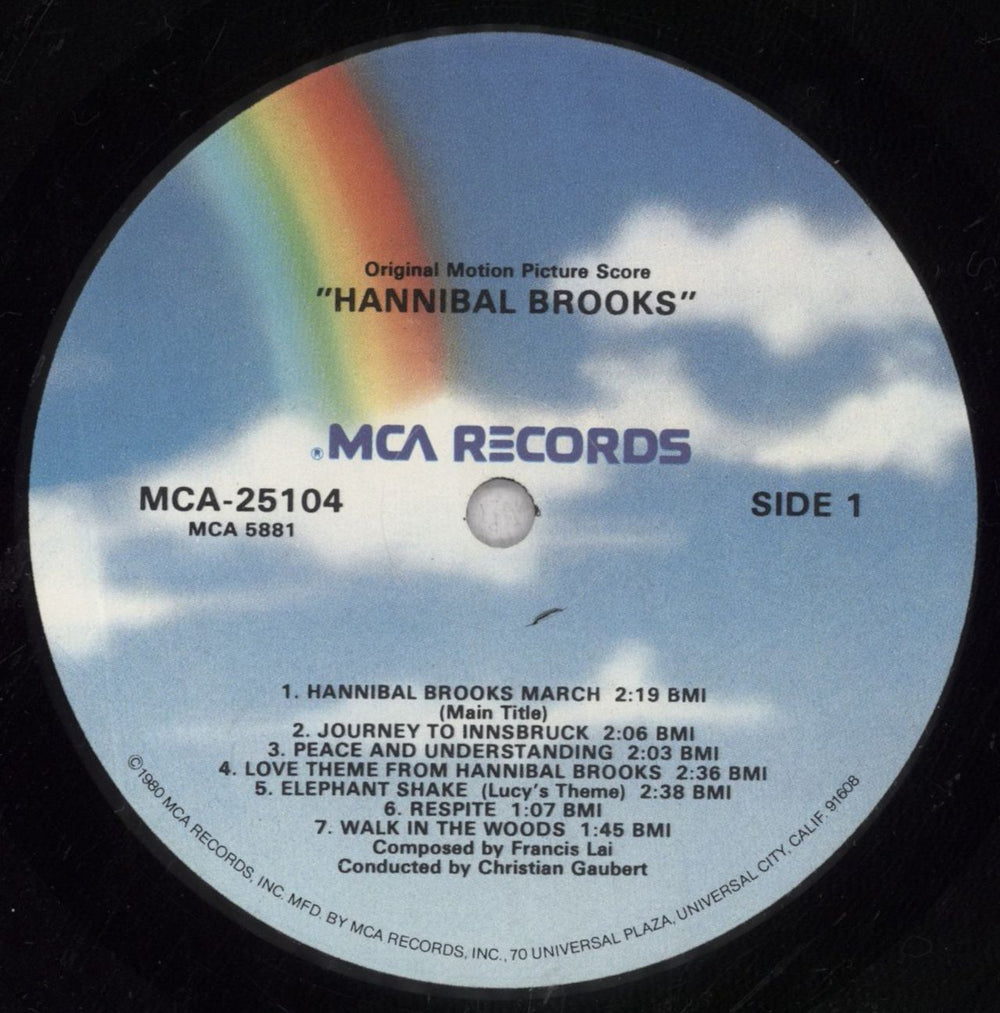 Original Motion Picture Score
"HANNIBAL BROOKS"
®MCA RECORDS
MCA-25104
MCA 5881
SIDE 1
1. HANNIBAL BROOKS MARCH 2:19 BMI
(Main Title)
2. JOURNEY TO INNSBRUCK 2:06 BMI
3. PEACE AND UNDERSTANDING 2:03 BMI
4. LOVE THEME FROM HANNIBAL BROOKS 2:36 BMI
5. ELEPHANT SHAKE (Lucy's Theme) 2:38 BMI
6. RESPITE 1:07 BMI
7. WALK IN THE WOODS 1:45 BMI
Composed by Francis Lai
Conducted by Christian Gaubert
©1980 MCA RECORDS, INC. MFD. BY MCA RECORDS, INC., 70 UNIVERSAL PLAZA, UNIVERSAL CITY, CALIF. 91608